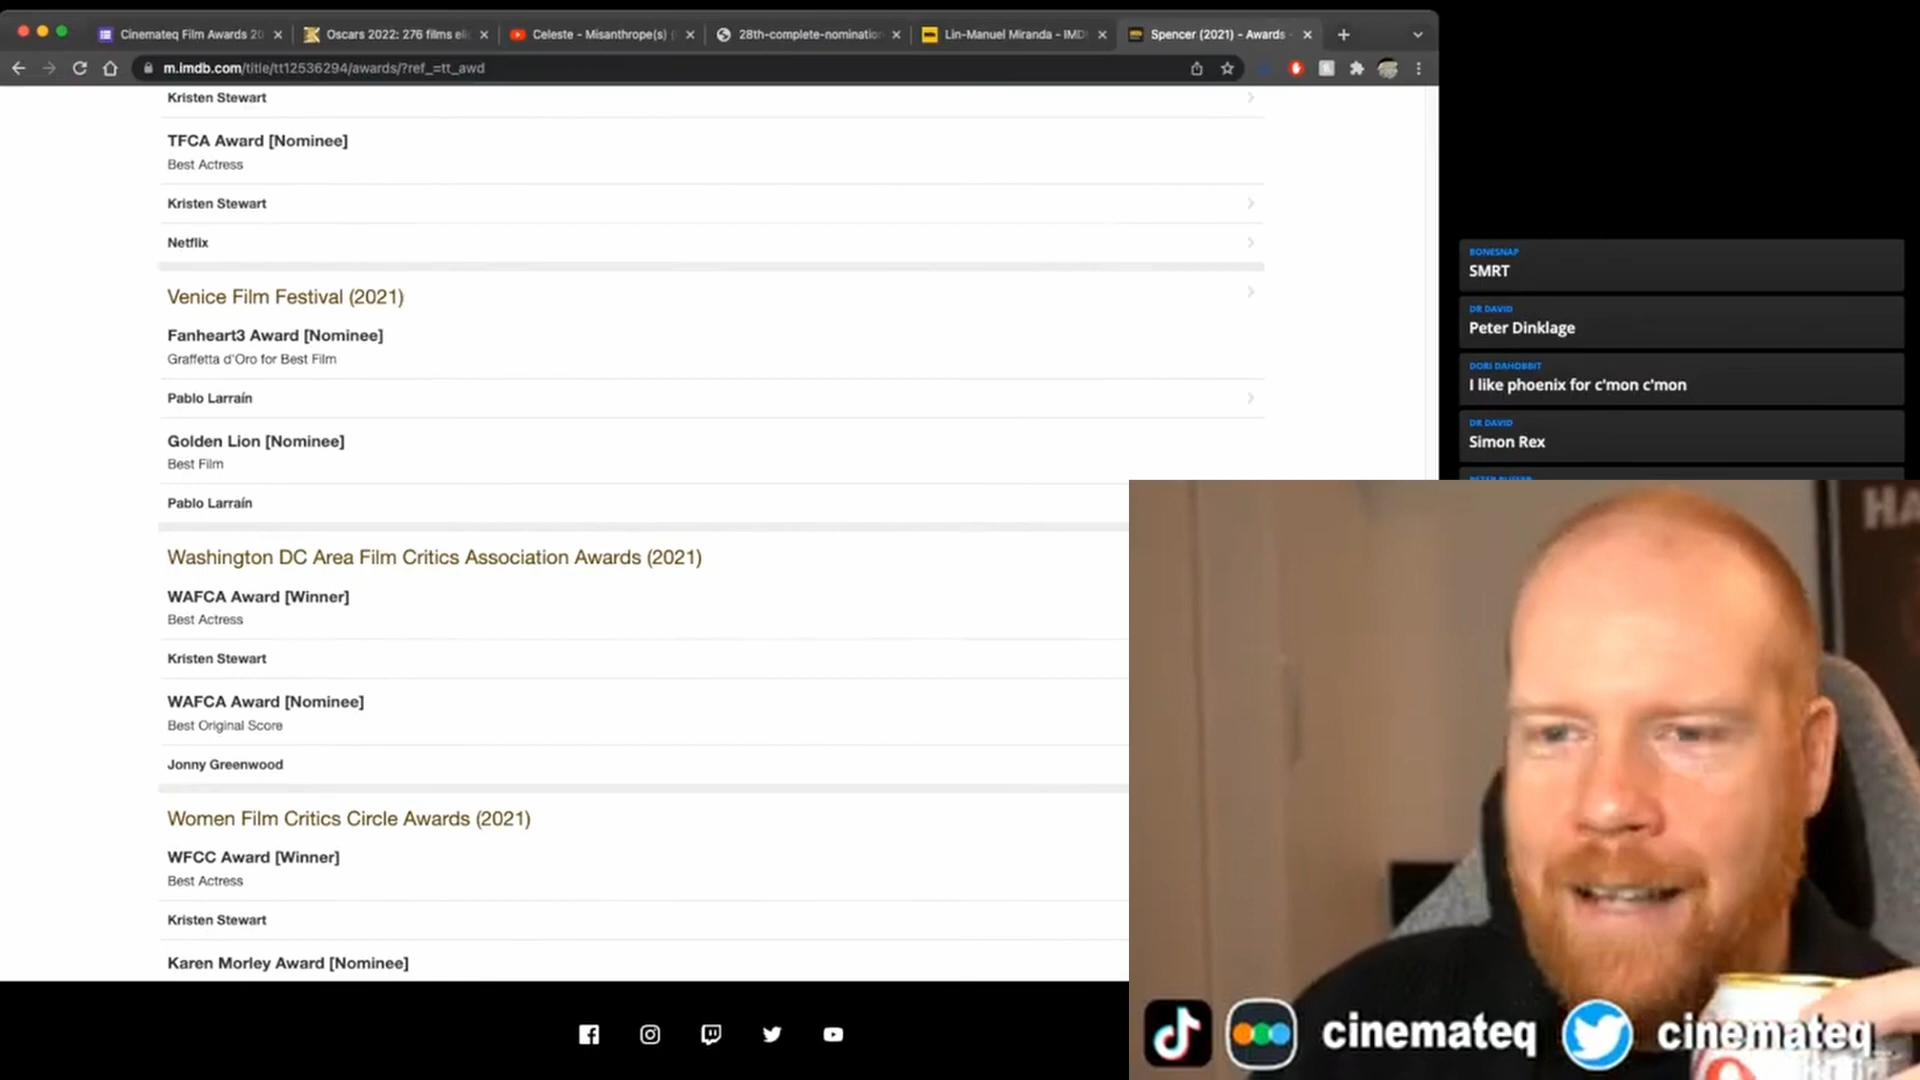 Cinemateq Film Awards 20
Oscars 2022: 276 films eli
Celeste - Misanthrope(s) (
28th-complete-nomination
Lin-Manuel Miranda - IMD
Spencer (2021) - Awards -
m.imdb.com/title/tt12536294/awards/?ref_=tt_awd
Kristen Stewart
TFCA Award [Nominee]
Best Actress
Kristen Stewart
Netflix
Venice Film Festival (2021)
Fanheart3 Award [Nominee]
Graffetta d'Oro for Best Film
Pablo Larraín
Golden Lion [Nominee]
Best Film
Pablo Larraín
Washington DC Area Film Critics Association Awards (2021)
WAFCA Award [Winner]
Best Actress
Kristen Stewart
WAFCA Award [Nominee]
Best Original Score
Jonny Greenwood
Women Film Critics Circle Awards (2021)
WFCC Award [Winner]
Best Actress
Kristen Stewart
Karen Morley Award [Nominee]
BONESNAP
SMRT
DR DAVID
Peter Dinklage
DORI DAHOBBIT
I like phoenix for c'mon c'mon
DR DAVID
Simon Rex
HA
cinemateq
cinemateq